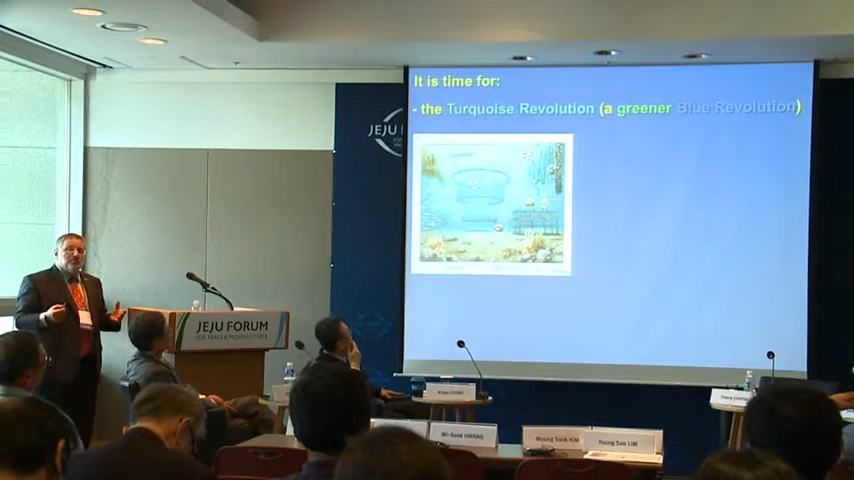 It is time for:
- the Turquoise Revolution (a greener Blue Revolution)
JEJU
JEJU FORUM
FOR PEACE & PROSPERITY
Mi-Sook HWANG
Myung Sook KIM
Young Soo LIM